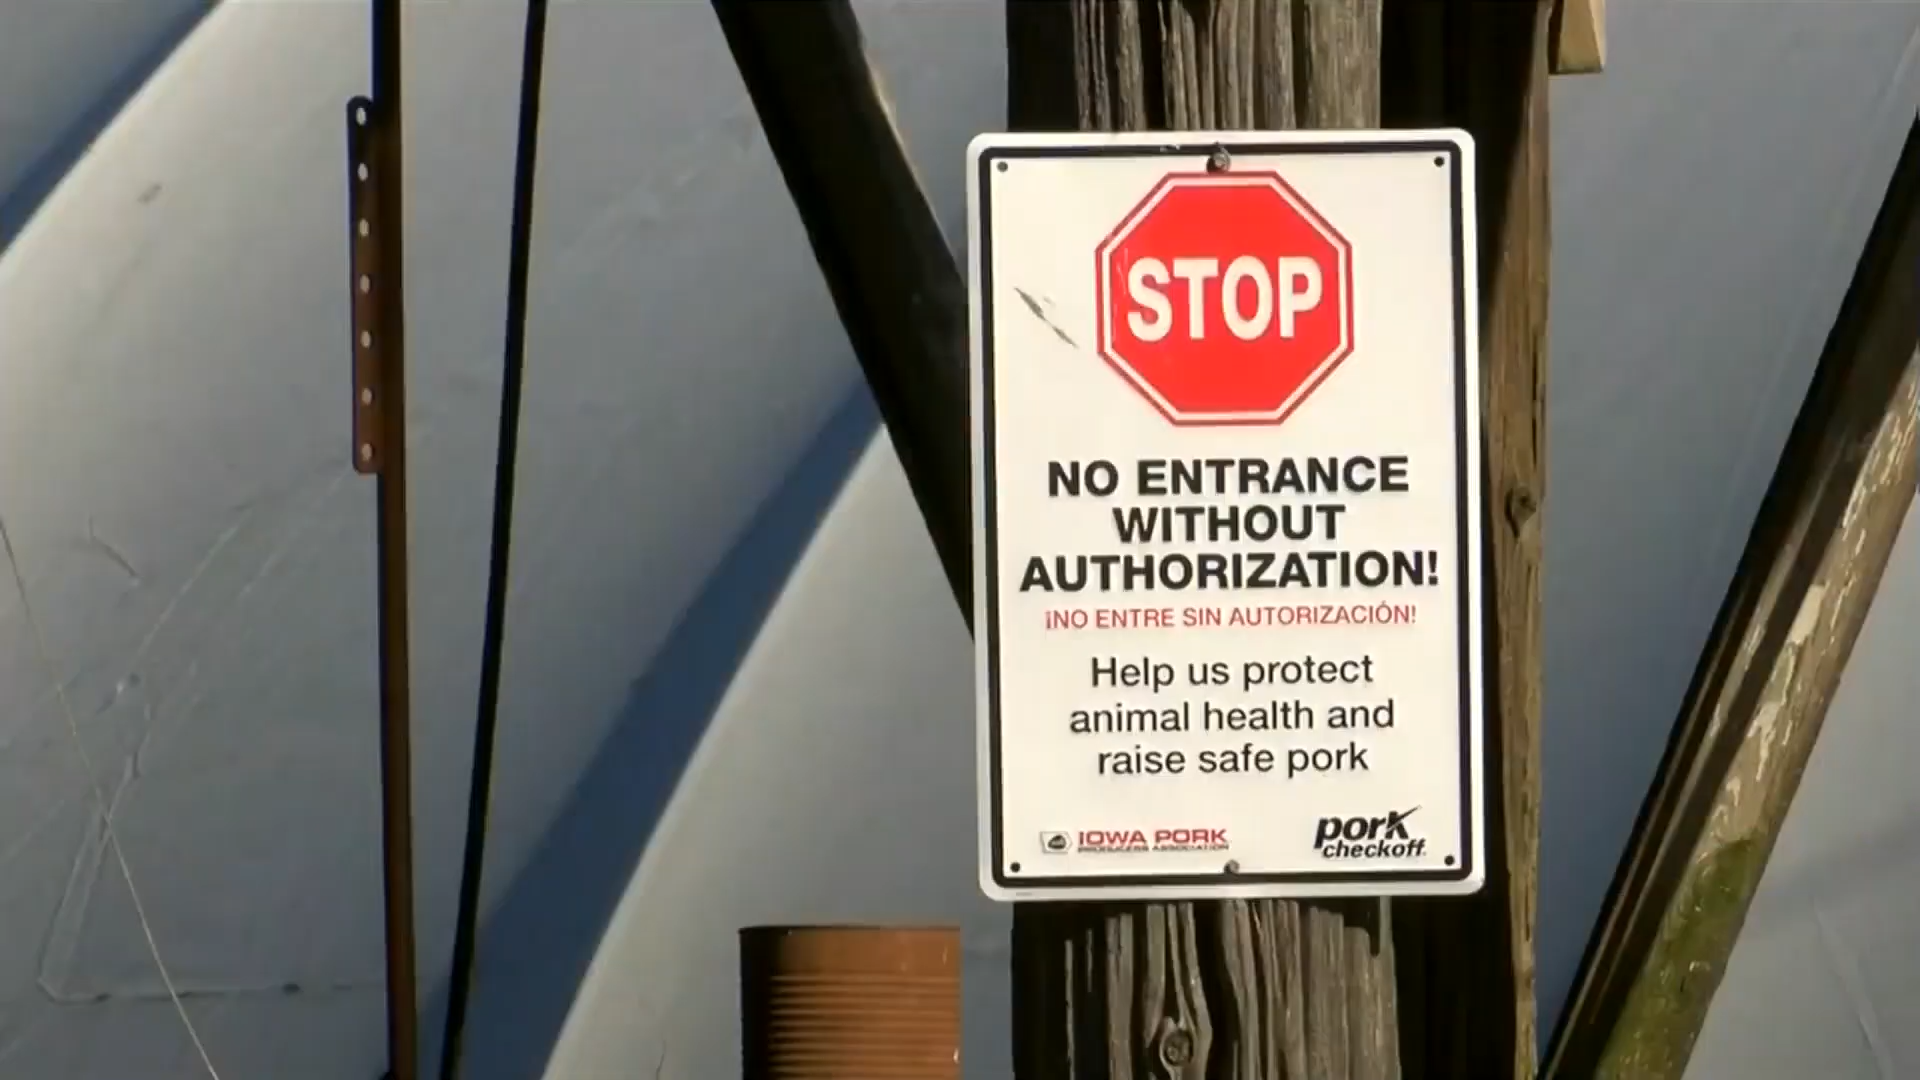 STOP
NO ENTRANCE
WITHOUT
AUTHORIZATION!
¡NO ENTRE SIN AUTORIZACIÓN!
Help us protect
animal health and
raise safe pork
IOWA PORK
PRODUCERS ASSOCIATION
pork
checkoff.